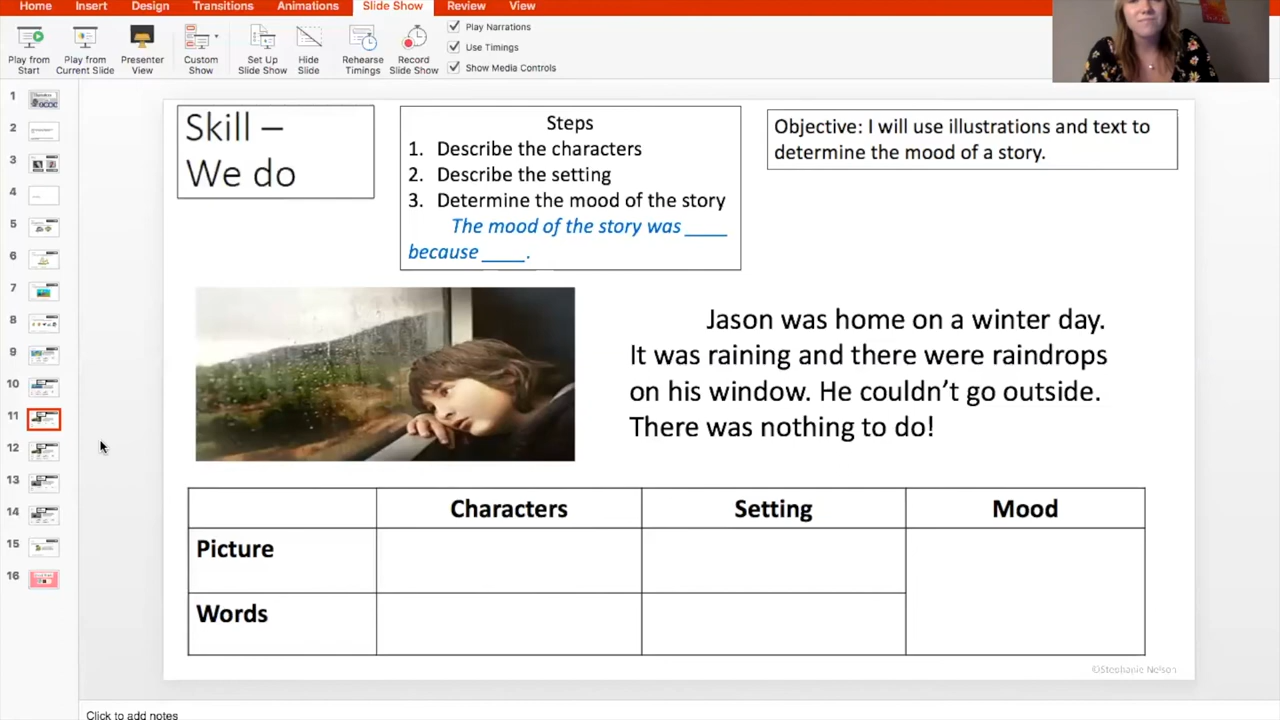 Home Insert Design Transitions Animations Slide Show Review View
Play from Start
Play from Current Slide
Presenter View
Custom Show
Set Up Slide Show
Hide Slide
Rehearse Timings
Record Slide Show
Play Narrations
Use Timings
Show Media Controls
1
2
3
4
5
6
7
8
9
10
11
12
13
14
15
16
Skill –
We do
Steps
1. Describe the characters
2. Describe the setting
3. Determine the mood of the story
The mood of the story was ____
because ____.
Objective: I will use illustrations and text to
determine the mood of a story.
Jason was home on a winter day.
It was raining and there were raindrops
on his window. He couldn’t go outside.
There was nothing to do!
Characters Setting Mood
Picture
Words
©Stephanie Nelson
Click to add notes